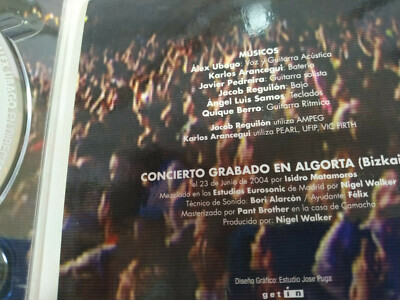 MÚSICOS
Álex Ubago: Voz y Guitarra Acústica
Karlos Arancegui: Batería
Javier Pedreira: Guitarra solista
Jacob Reguilón: Bajo
Ángel Luis Samos: Teclados
Quique Berro: Guitarra Rítmica
Jacob Reguilón utiliza AMPEG
Karlos Arancegui utiliza PEARL, UFIP, VIC FIRTH
CONCIERTO GRABADO EN ALGORTA (Bizkai
el 23 de Junio de 2004 por Isidro Matamoros
Mezclado en los Estudios Eurosonic de Madrid por Nigel Walker
Técnico de Sonido: Bori Alarcón / Ayudante: Félix
Masterizado por Pant Brother en la casa de Camacho
Producido por: Nigel Walker
Diseño Gráfico: Estudio Jose Puga
getin